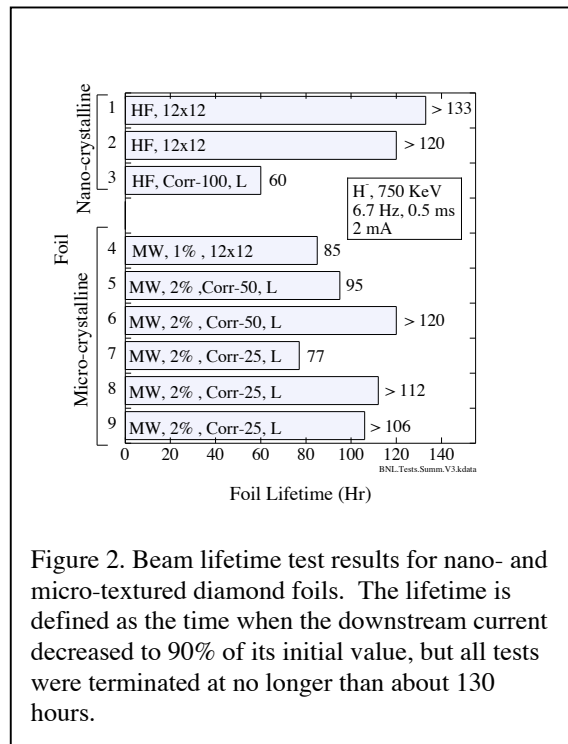 Nano-crystalline
Foil
Micro-crystalline
1 HF, 12x12 > 133
2 HF, 12x12 > 120
3 HF, Corr-100, L 60
H-, 750 KeV
6.7 Hz, 0.5 ms
2 mA
4 MW, 1% , 12x12 85
5 MW, 2% ,Corr-50, L 95
6 MW, 2% , Corr-50, L > 120
7 MW, 2% , Corr-25, L 77
8 MW, 2% , Corr-25, L > 112
9 MW, 2% , Corr-25, L > 106
0 20 40 60 80 100 120 140
BNL.Tests.Summ.V3.kdata
Foil Lifetime (Hr)
Figure 2. Beam lifetime test results for nano- and
micro-textured diamond foils. The lifetime is
defined as the time when the downstream current
decreased to 90% of its initial value, but all tests
were terminated at no longer than about 130
hours.